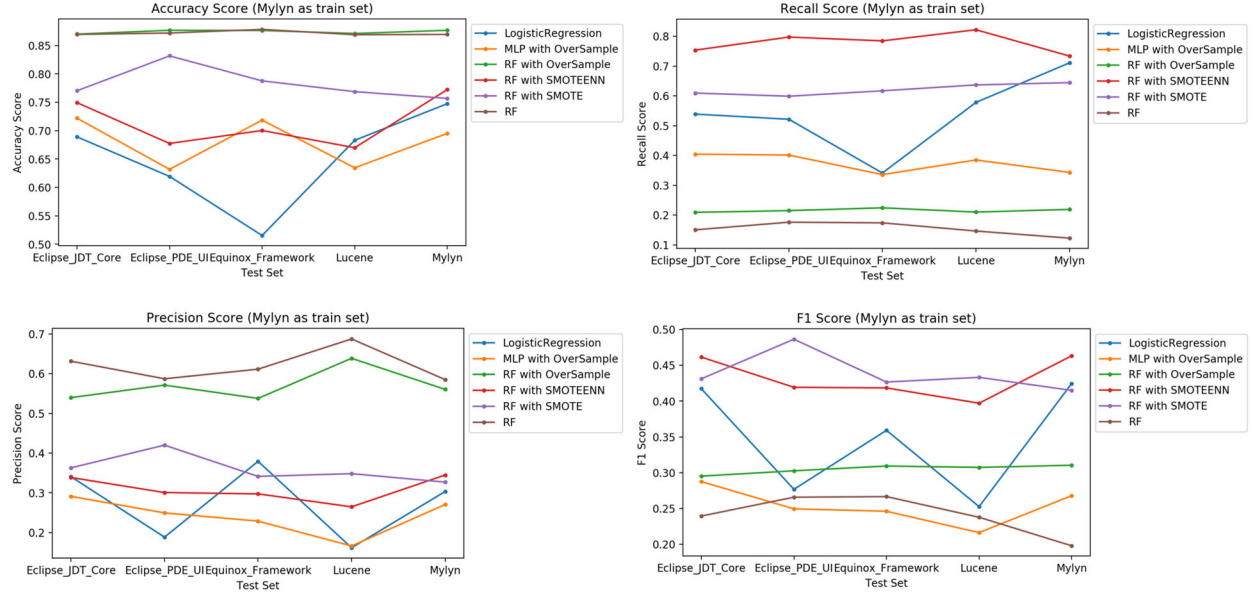 Accuracy Score (Mylyn as train set)
Accuracy Score
0.85
0.80
0.75
0.70
0.65
0.60
0.55
0.50
Eclipse_JDT_Core
Eclipse_PDE_UI
Equinox_Framework
Lucene
Mylyn
Test Set
LogisticRegression
MLP with OverSample
RF with OverSample
RF with SMOTEENN
RF with SMOTE
RF
Recall Score (Mylyn as train set)
Recall Score
0.8
0.7
0.6
0.5
0.4
0.3
0.2
0.1
Eclipse_JDT_Core
Eclipse_PDE_UI
Equinox_Framework
Lucene
Mylyn
Test Set
LogisticRegression
MLP with OverSample
RF with OverSample
RF with SMOTEENN
RF with SMOTE
RF
Precision Score (Mylyn as train set)
Precision Score
0.7
0.6
0.5
0.4
0.3
0.2
Eclipse_JDT_Core
Eclipse_PDE_UI
Equinox_Framework
Lucene
Mylyn
Test Set
LogisticRegression
MLP with OverSample
RF with OverSample
RF with SMOTEENN
RF with SMOTE
RF
F1 Score (Mylyn as train set)
F1 Score
0.50
0.45
0.40
0.35
0.30
0.25
0.20
Eclipse_JDT_Core
Eclipse_PDE_UI
Equinox_Framework
Lucene
Mylyn
Test Set
LogisticRegression
MLP with OverSample
RF with OverSample
RF with SMOTEENN
RF with SMOTE
RF